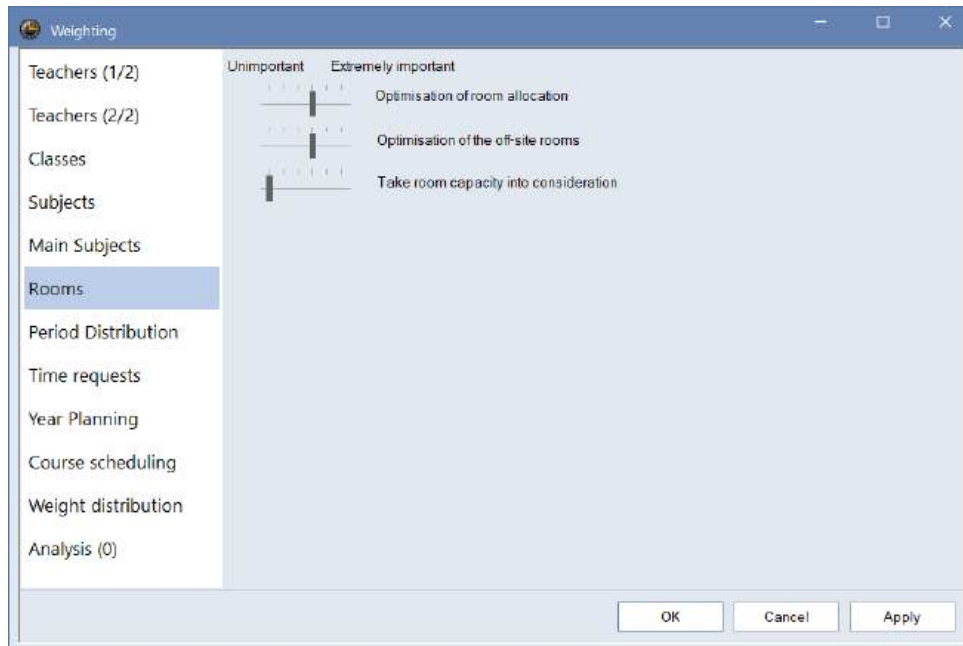 Weighting
Teachers (1/2)
Teachers (2/2)
Classes
Subjects
Main Subjects
Rooms
Period Distribution
Time requests
Year Planning
Course scheduling
Weight distribution
Analysis (0)
Unimportant Extremely important
Optimisation of room allocation
Optimisation of the off-site rooms
Take room capacity into consideration
OK Cancel Apply